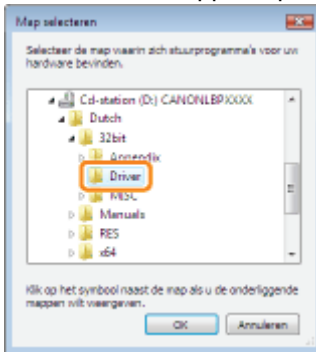 Map selecteren
Selecteer de map waarin zich stuurprogramma's voor uw
hardware bevinden.
Cd-station (D:) CANONLBPXXXX
Dutch
32bit
Appendix
Driver
MISC
Manuals
RES
x64
Klik op het symbool naast de map als u de onderliggende
mappen wilt weergeven.
OK
Annuleren